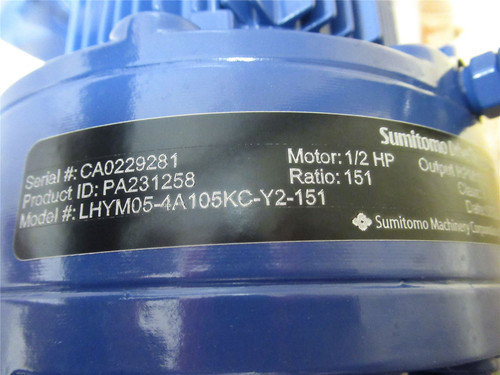 Sumitomo
Serial #: CA0229281
Product ID: PA231258
Model #: LHYM05-4A105KC-Y2-151
Motor: 1/2 HP
Ratio: 151
Output
Sumitomo Machinery